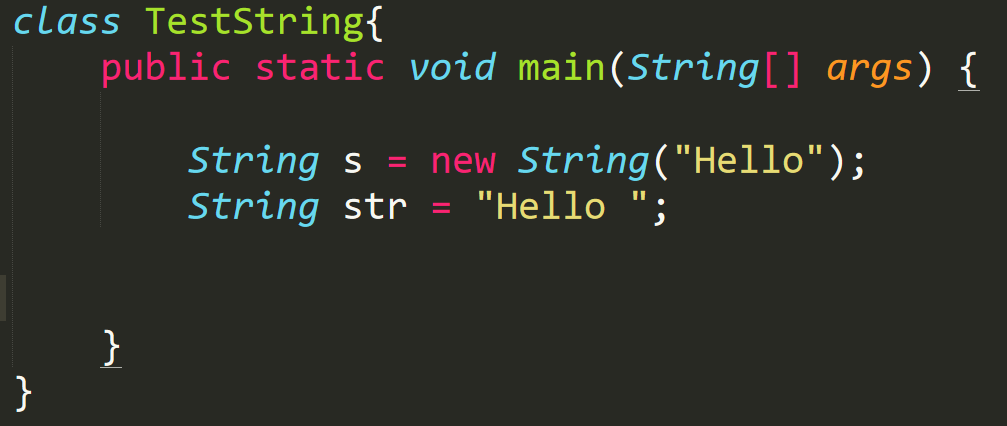 class TestString{
    public static void main(String[] args) {
        String s = new String("Hello");
        String str = "Hello ";
    }
}